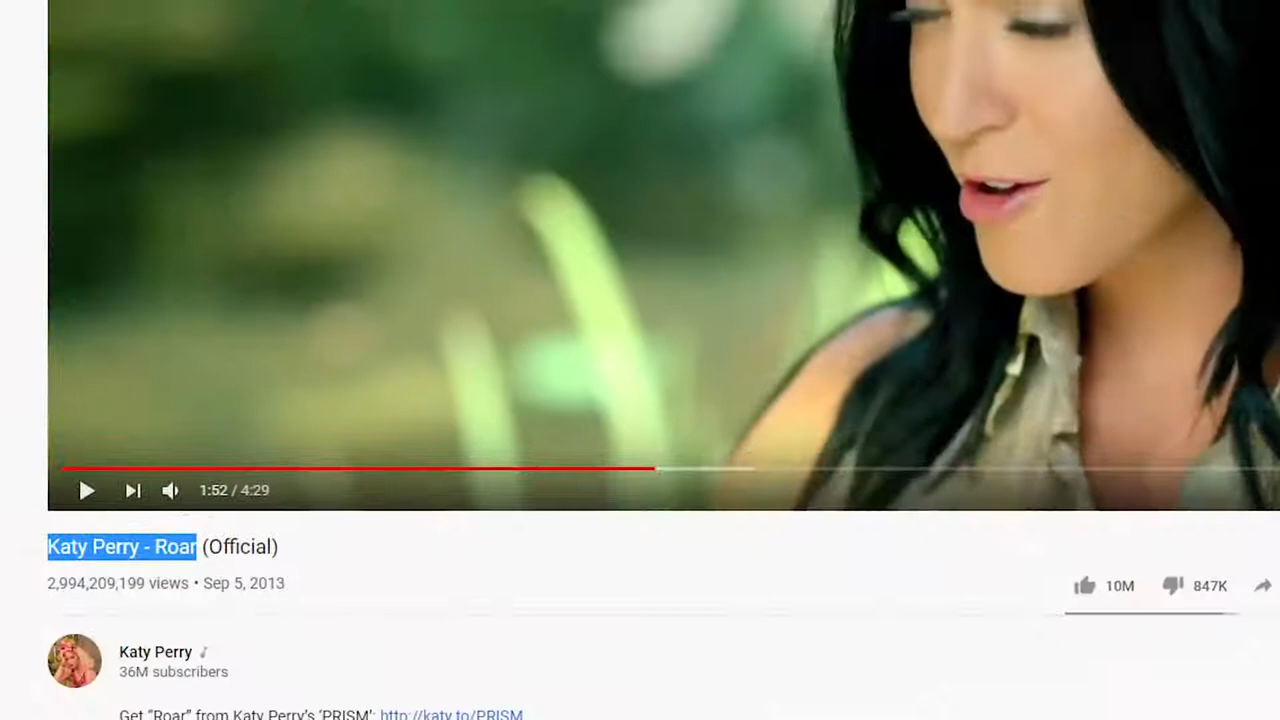 1:52 / 4:29
Katy Perry - Roar (Official)
2,994,209,199 views • Sep 5, 2013
10M 847K
Katy Perry
36M subscribers
Get “Roar” from Katy Perry’s ‘PRISM’: http://katy.to/PRISM